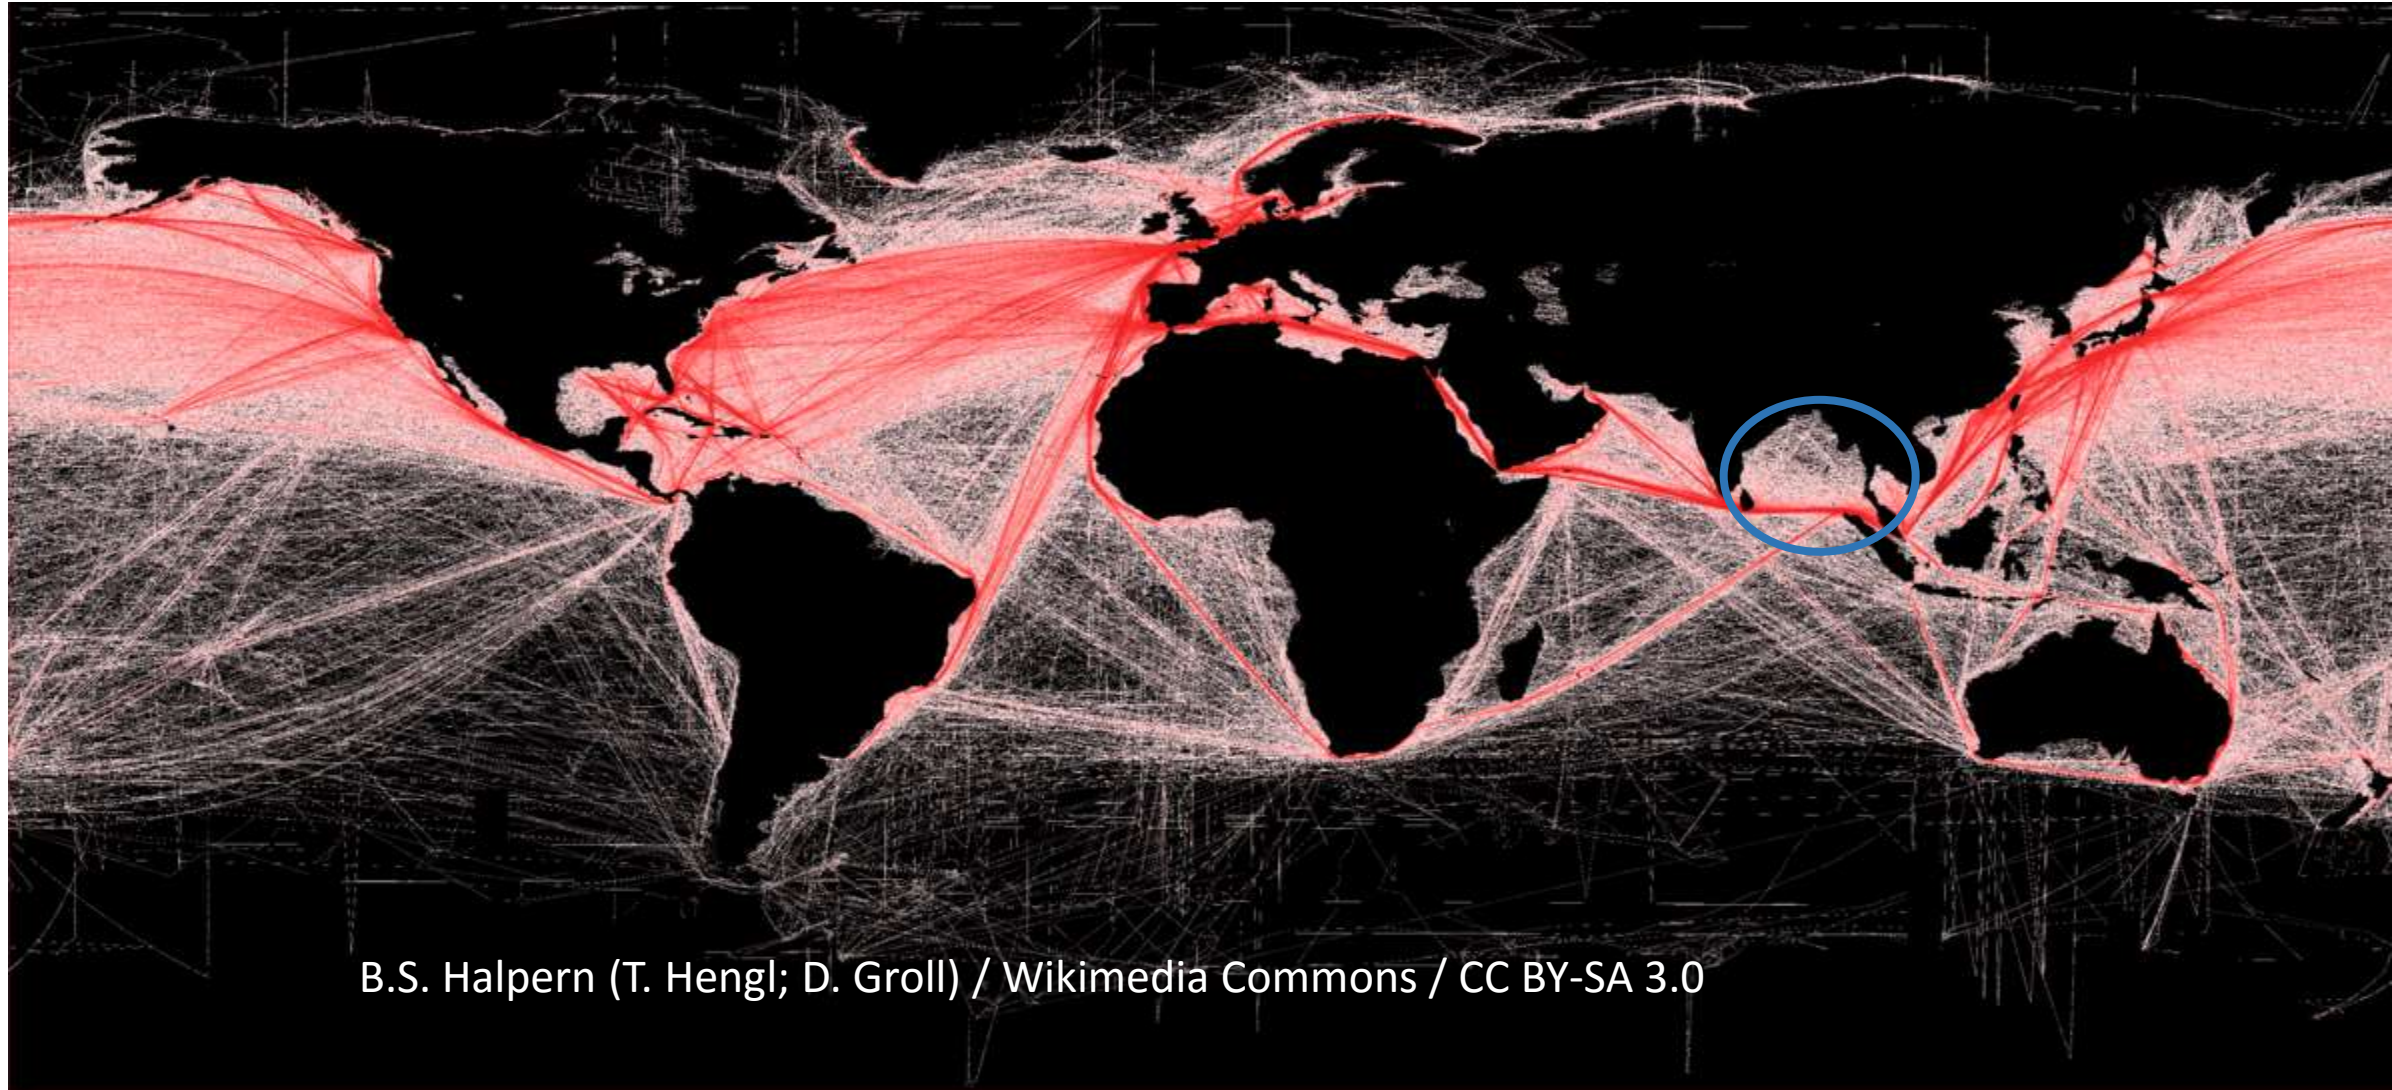 B.S. Halpern (T. Hengl; D. Groll) / Wikimedia Commons / CC BY-SA 3.0